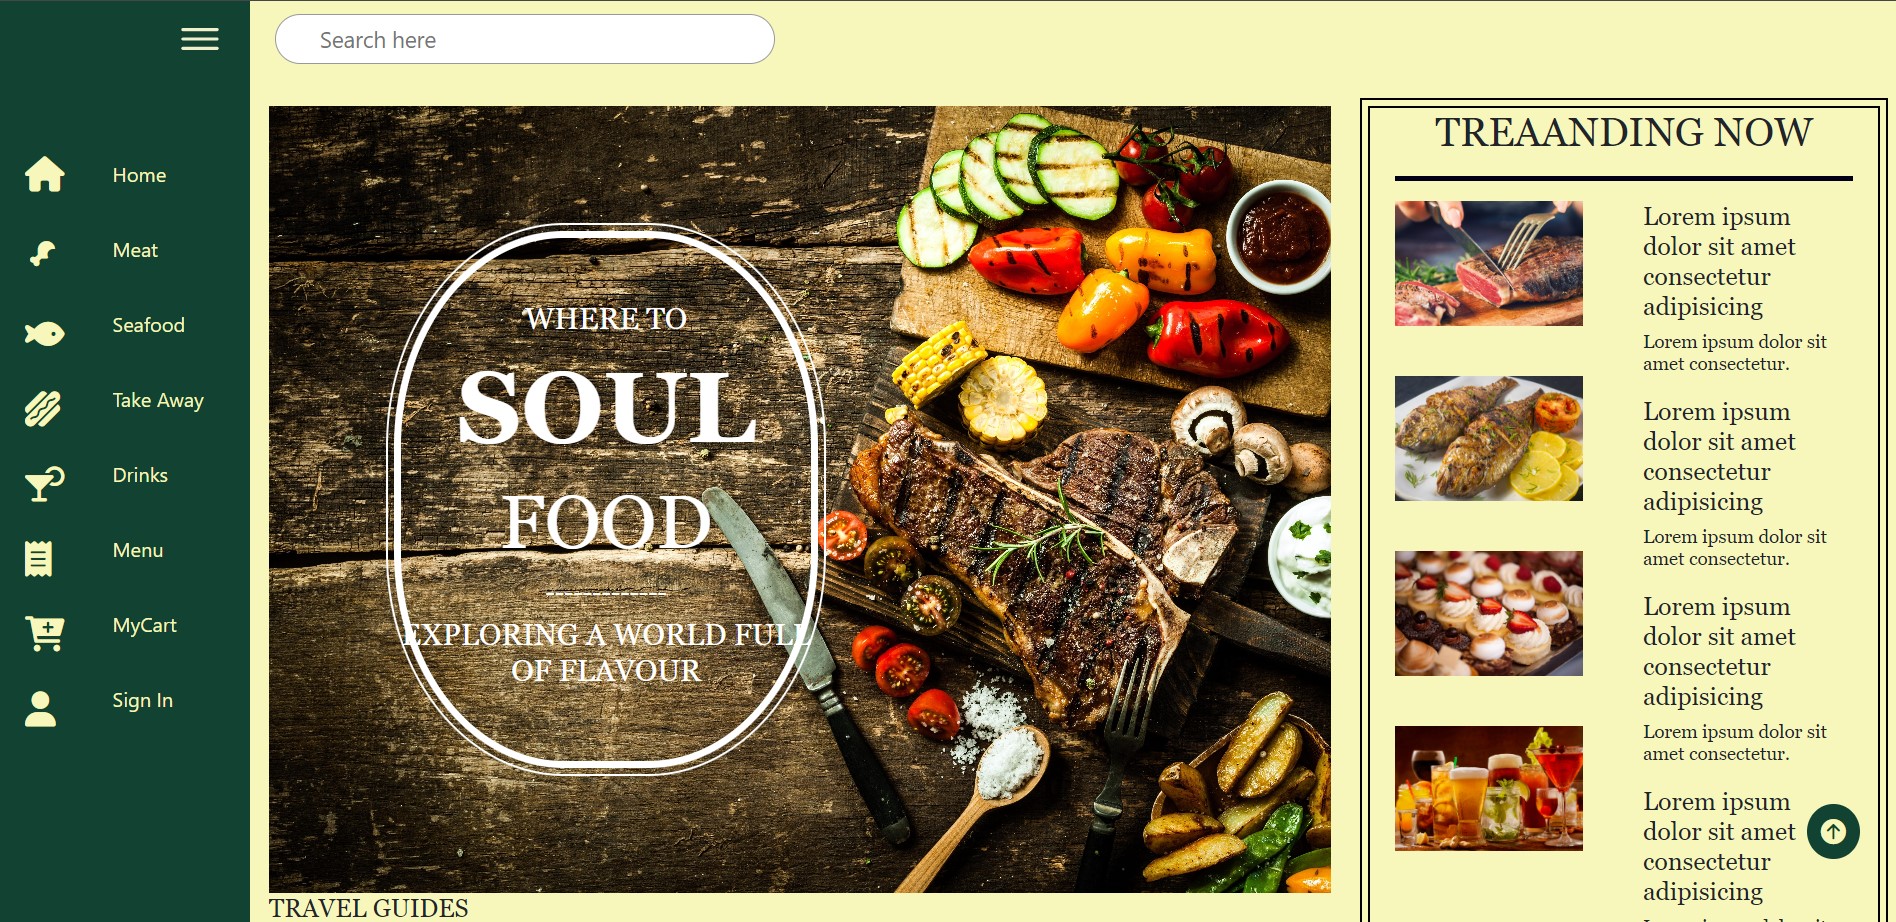 Search here
Home
Meat
Seafood
Take Away
Drinks
Menu
MyCart
Sign In
WHERE TO
SOUL
FOOD
------------
EXPLORING A WORLD FULL
OF FLAVOUR
TRAVEL GUIDES
TREAANDING NOW
Lorem ipsum
dolor sit amet
consectetur
adipisicing
Lorem ipsum dolor sit
amet consectetur.
Lorem ipsum
dolor sit amet
consectetur
adipisicing
Lorem ipsum dolor sit
amet consectetur.
Lorem ipsum
dolor sit amet
consectetur
adipisicing
Lorem ipsum dolor sit
amet consectetur.
Lorem ipsum
dolor sit amet
consectetur
adipisicing